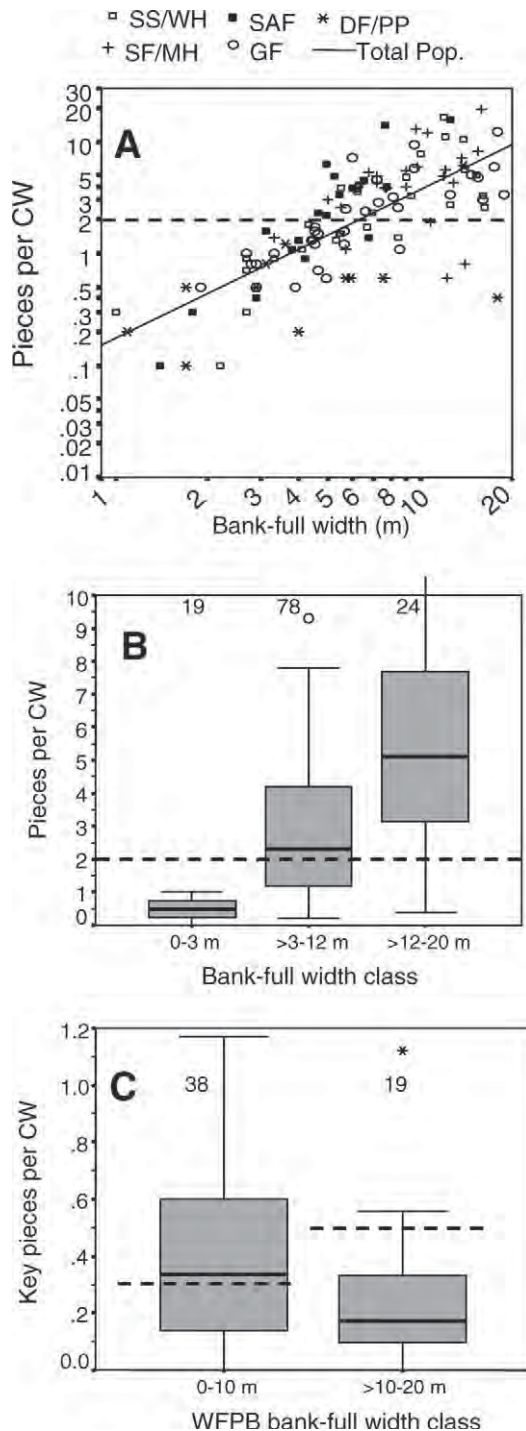 SS/WH SAF DF/PP
SF/MH GF Total Pop.
A
Pieces per CW
30
20
10
5
3
2
1
0.5
0.3
0.2
0.1
.05
.03
.02
.01
1 2 3 4 5 6 8 10 20
Bank-full width (m)
B
19 78 24
Pieces per CW
10
9
8
7
6
5
4
3
2
1
0
0-3 m >3-12 m >12-20 m
Bank-full width class
C
38 19
Key pieces per CW
1.2
1.0
.8
.6
.4
.2
0.0
0-10 m >10-20 m
WFPB bank-full width class